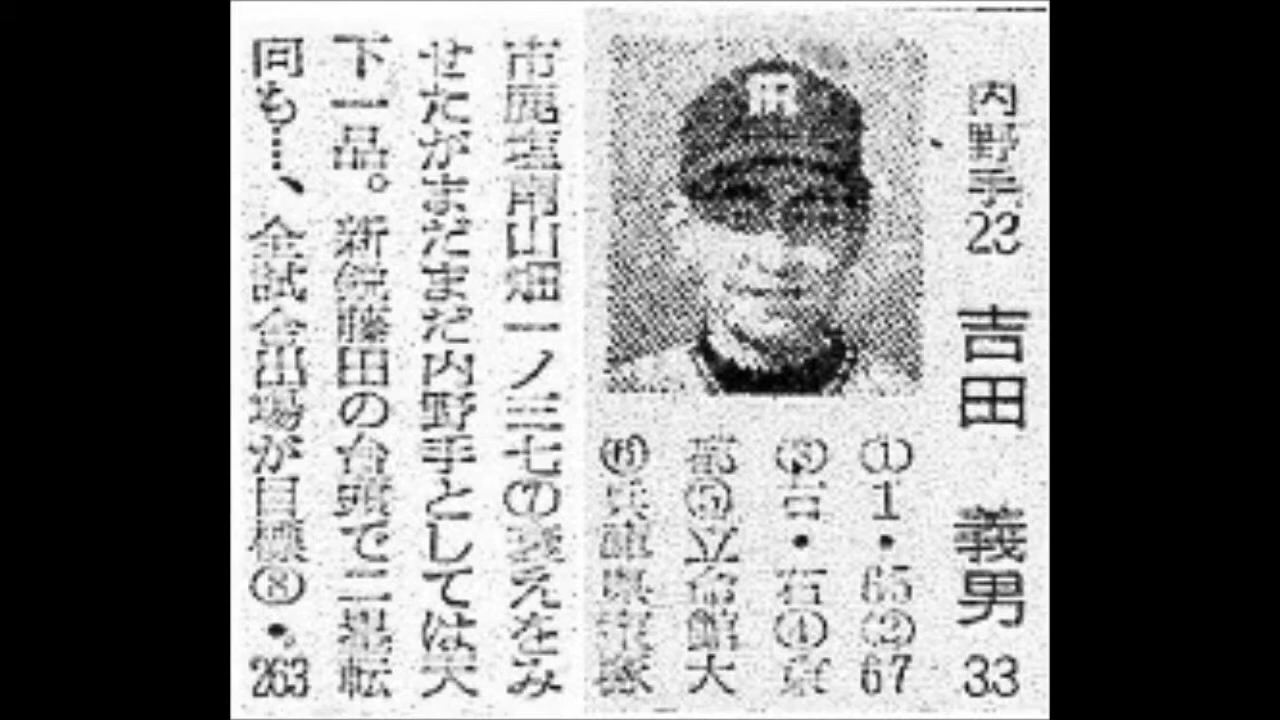 内野手22 吉田 義男 33
①1・65②67
③右・右④京
都⑤立命館大
⑥兵庫県宝塚
市鹿塩南山畑一ノ三七⑦衰えをみ
せたがまだまだ内野手としては天
下一品。新鋭藤田の台頭で二塁転
向も…、全試合出場が目標⑧・263